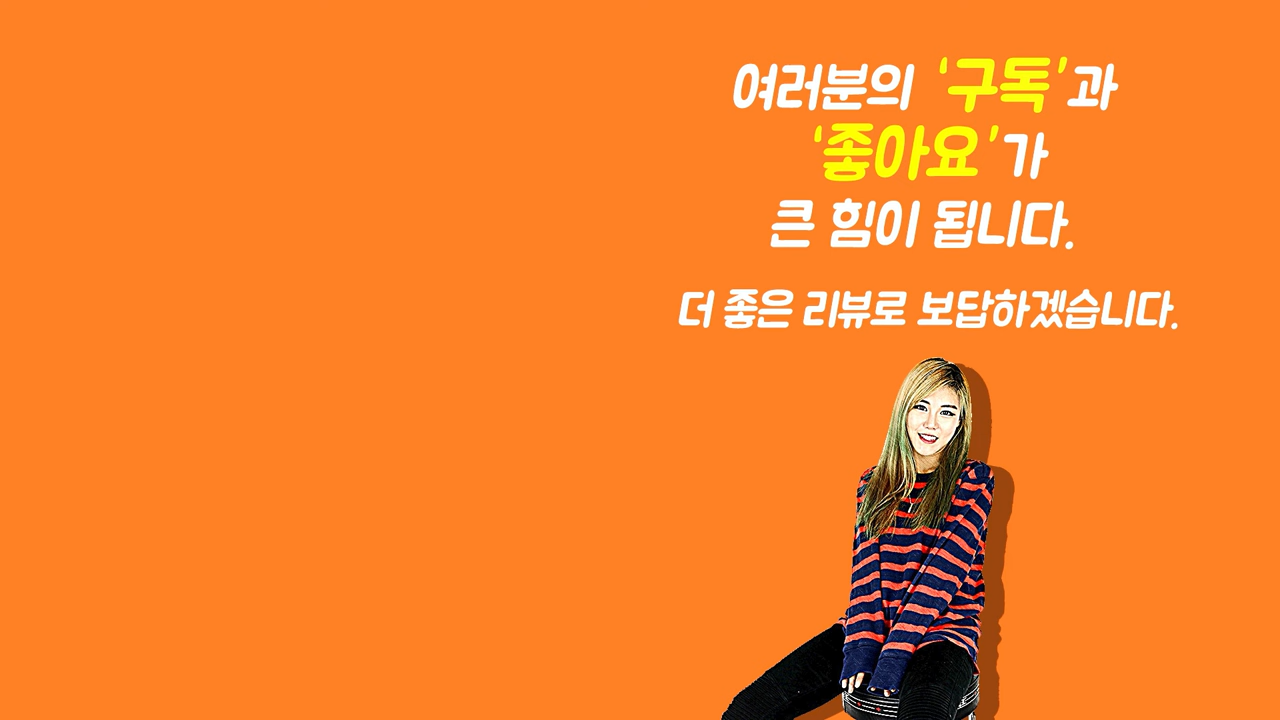 여러분의 '구독'과
'좋아요'가
큰 힘이 됩니다.
더 좋은 리뷰로 보답하겠습니다.